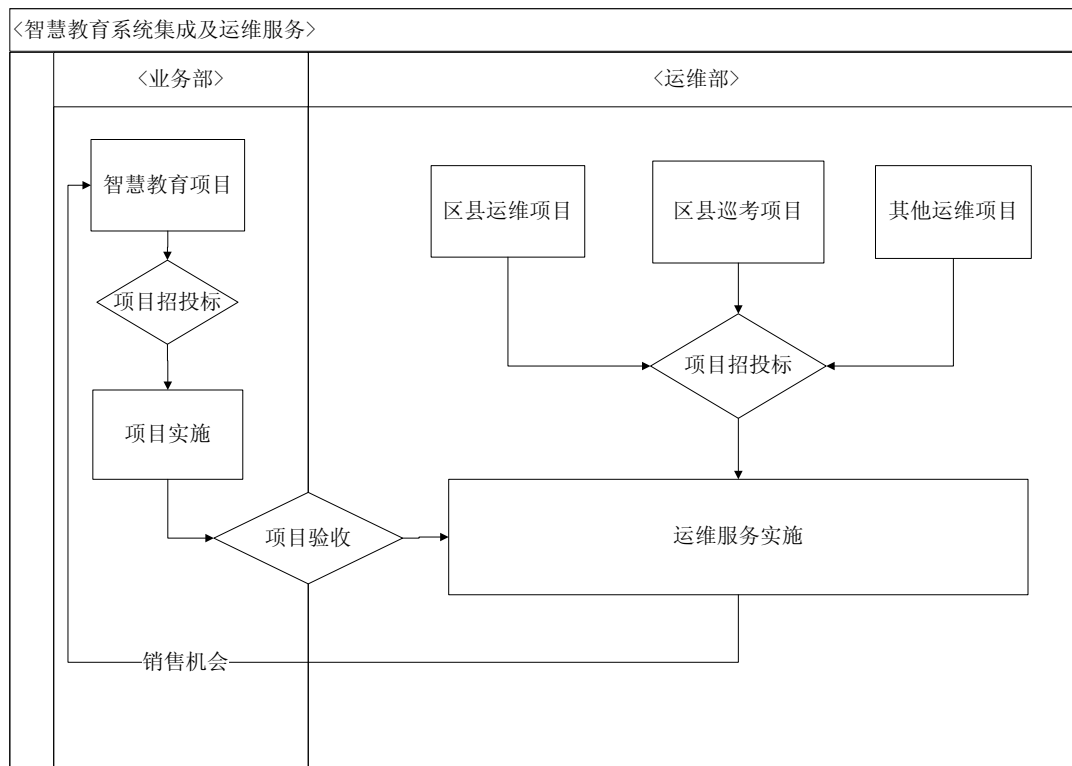 <智慧教育系统集成及运维服务>
<业务部>
<运维部>
智慧教育项目
区县运维项目
区县巡考项目
其他运维项目
项目招投标
项目招投标
项目实施
项目验收
运维服务实施
销售机会